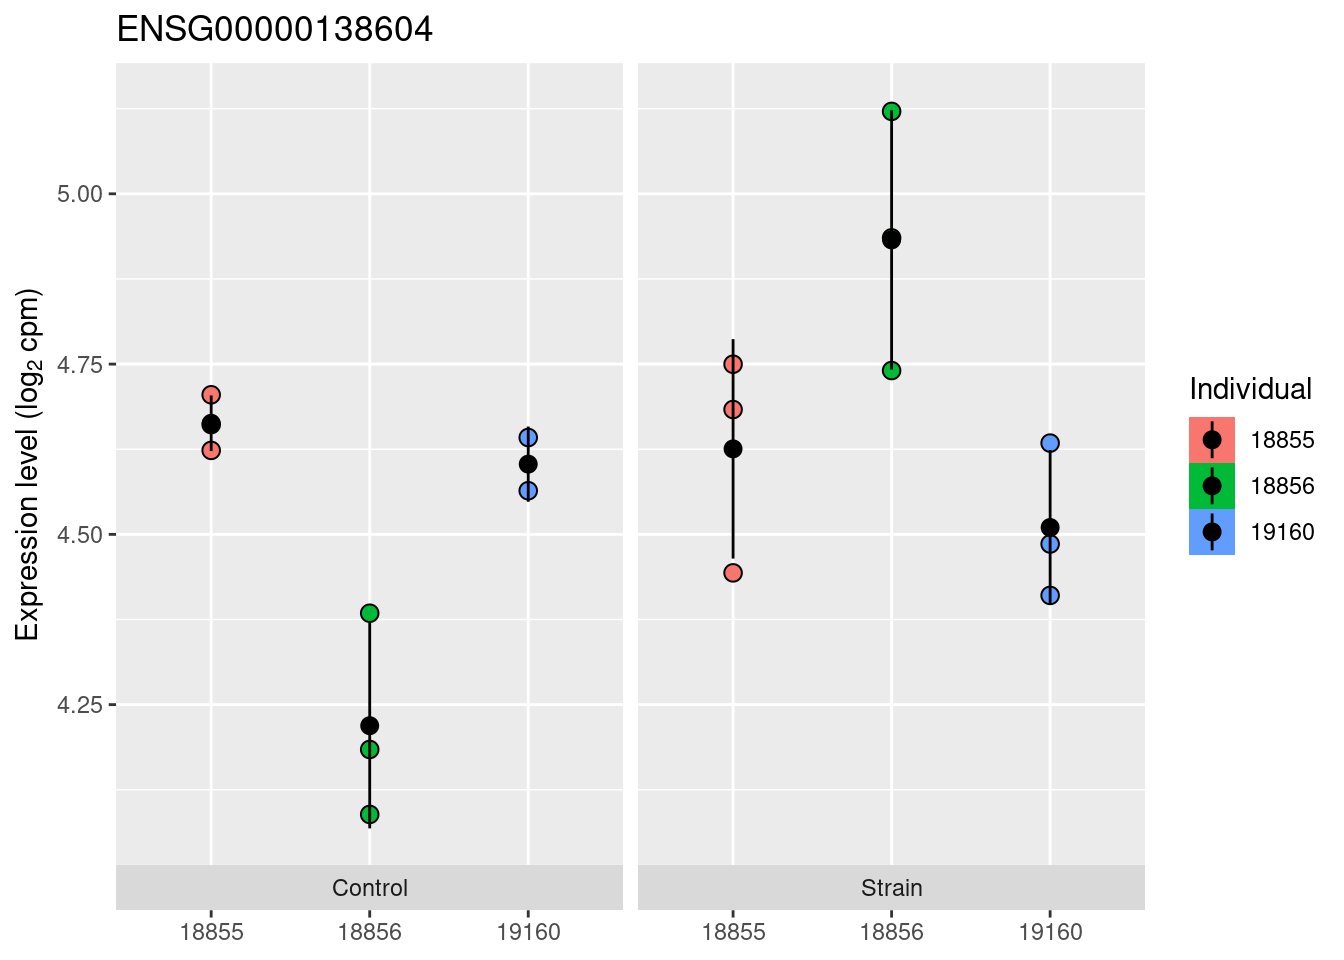 ENSG00000138604
Expression level (log₂ cpm)
5.00
4.75
4.50
4.25
Control
Strain
18855
18856
19160
18855
18856
19160
Individual
18855
18856
19160